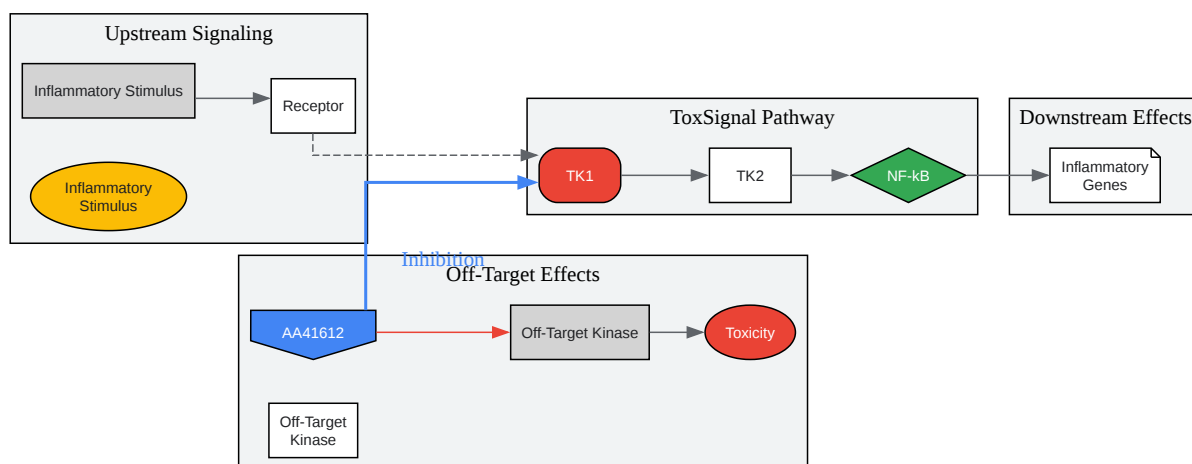 Upstream Signaling
Inflammatory Stimulus
Receptor
Inflammatory
Stimulus
ToxSignal Pathway
TK1
TK2
NF-kB
Downstream Effects
Inflammatory
Genes
Inhibition
Off-Target Effects
AA41612
Off-Target Kinase
Toxicity
Off-Target
Kinase